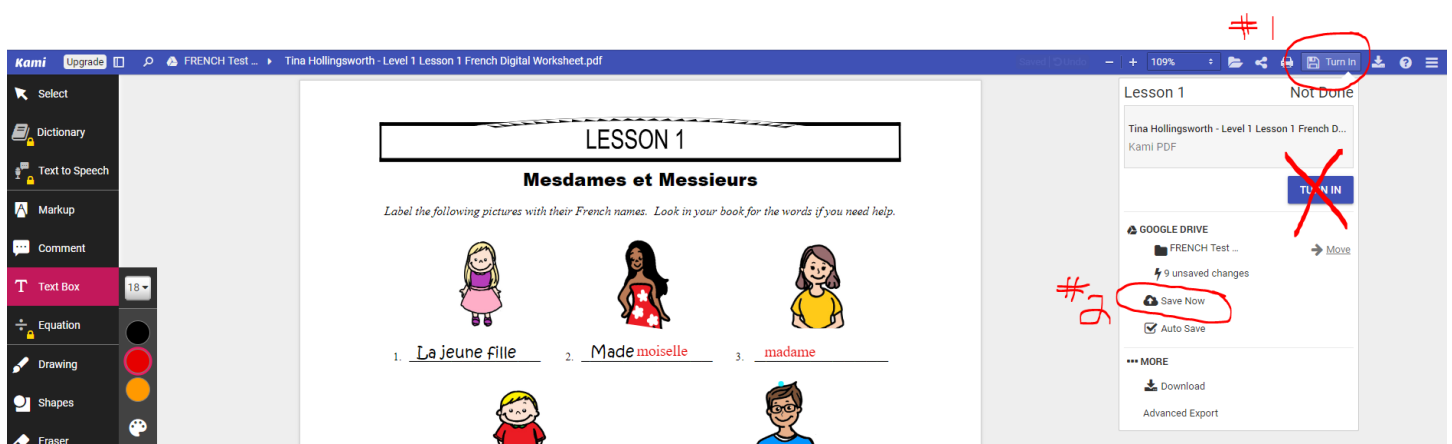 # 1
Kami Upgrade FRENCH Test ... Tina Hollingsworth - Level 1 Lesson 1 French Digital Worksheet.pdf Saved Undo − + 109% Turn In
Select
Dictionary
Text to Speech
Markup
Comment
Text Box
18
Equation
Drawing
Shapes
Eraser
LESSON 1
Mesdames et Messieurs
Label the following pictures with their French names. Look in your book for the words if you need help.
1. La jeune fille 2. Mademoiselle 3. madame
Lesson 1 Not Done
Tina Hollingsworth - Level 1 Lesson 1 French D...
Kami PDF
TURN IN
GOOGLE DRIVE
FRENCH Test ...
Move
9 unsaved changes
# 2
Save Now
Auto Save
••• MORE
Download
Advanced Export